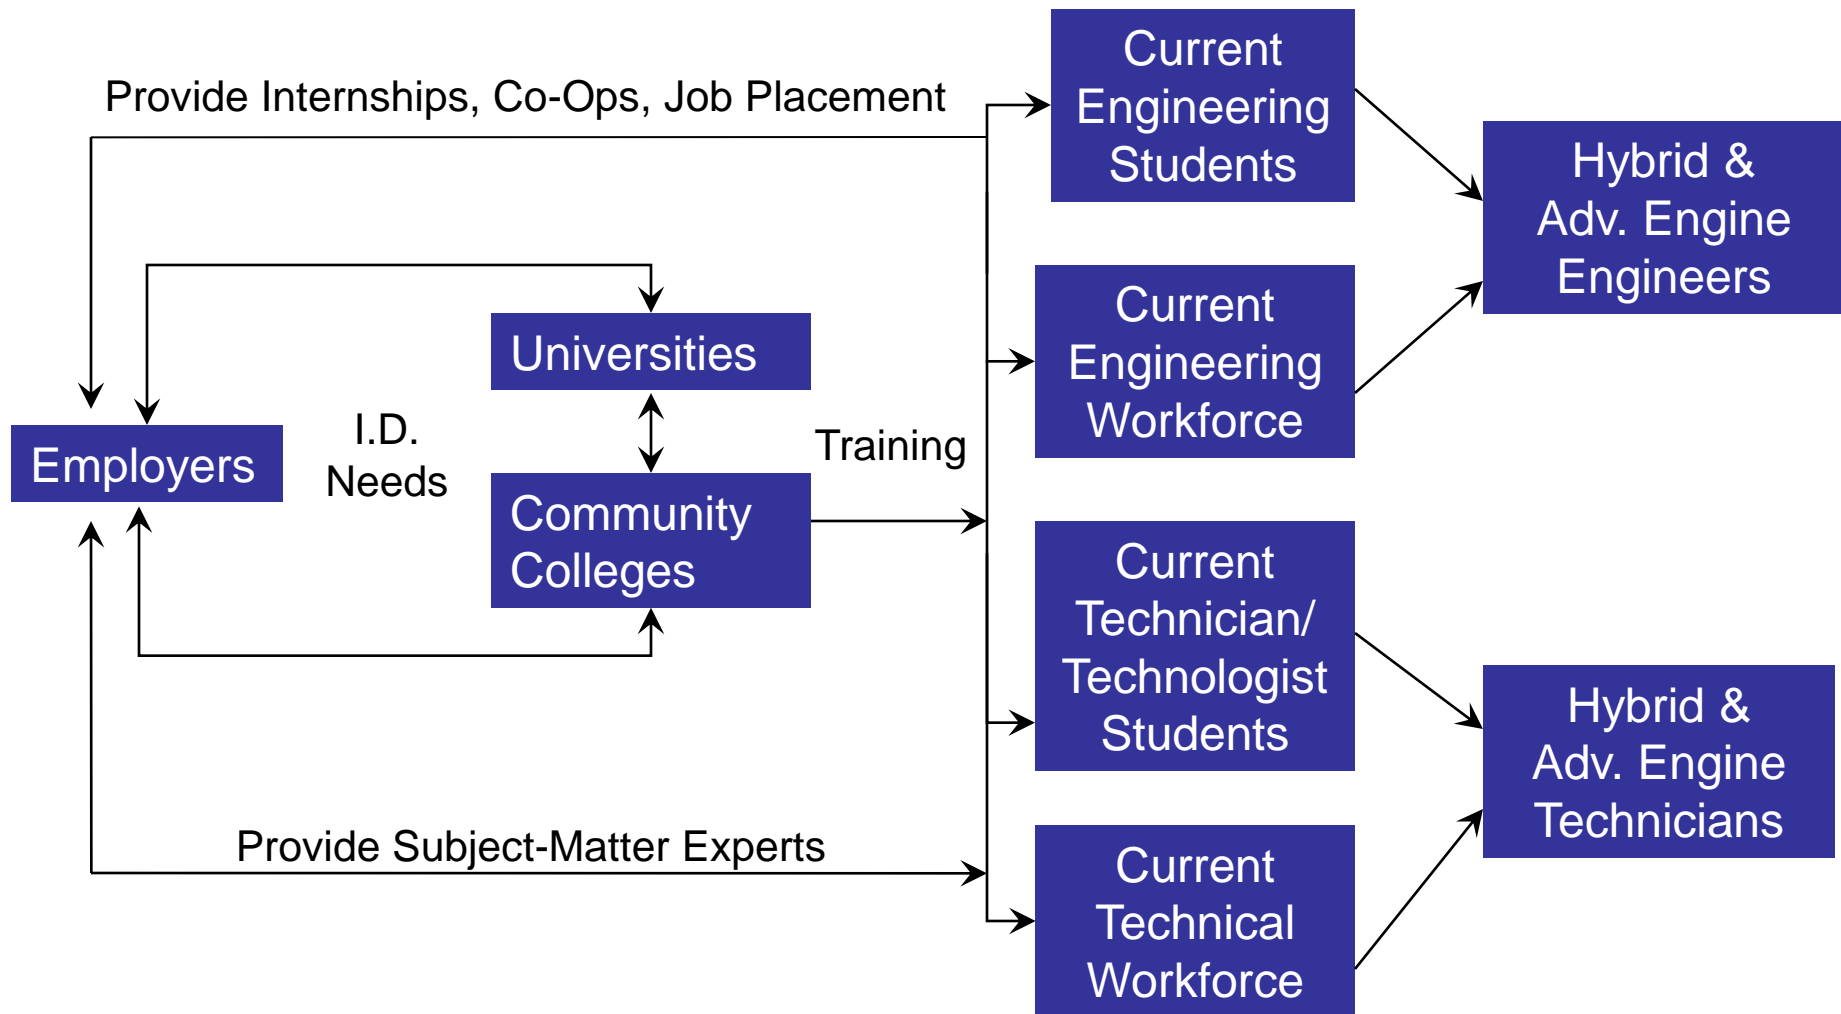 Provide Internships, Co-Ops, Job Placement
Employers
I.D.
Needs
Universities
Community
Colleges
Training
Provide Subject-Matter Experts
Current
Engineering
Students
Current
Engineering
Workforce
Current
Technician/
Technologist
Students
Current
Technical
Workforce
Hybrid &
Adv. Engine
Engineers
Hybrid &
Adv. Engine
Technicians